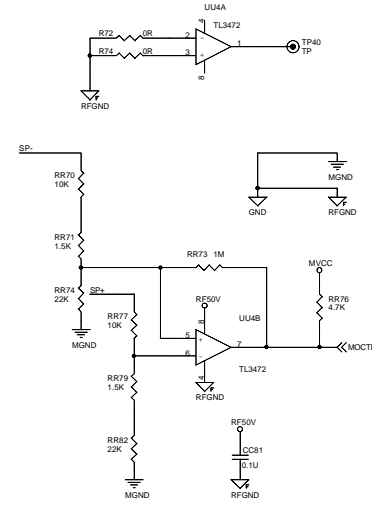 UU4A
TL3472
4
R72 0R
2
-
1
TP40
TP
R74 0R
3
+
8
RFGND
SP-
RR70
10K
MGND
GND
RFGND
RR71
1.5K
RR73 1M
RR74
22K
SP+
MVCC
RF50V
RR76
4.7K
RR77
10K
8
UU4B
MGND
5
+
7
6
-
TL3472
4
RFGND
RR79
1.5K
RF50V
RR82
22K
CC81
0.1U
MGND
RFGND